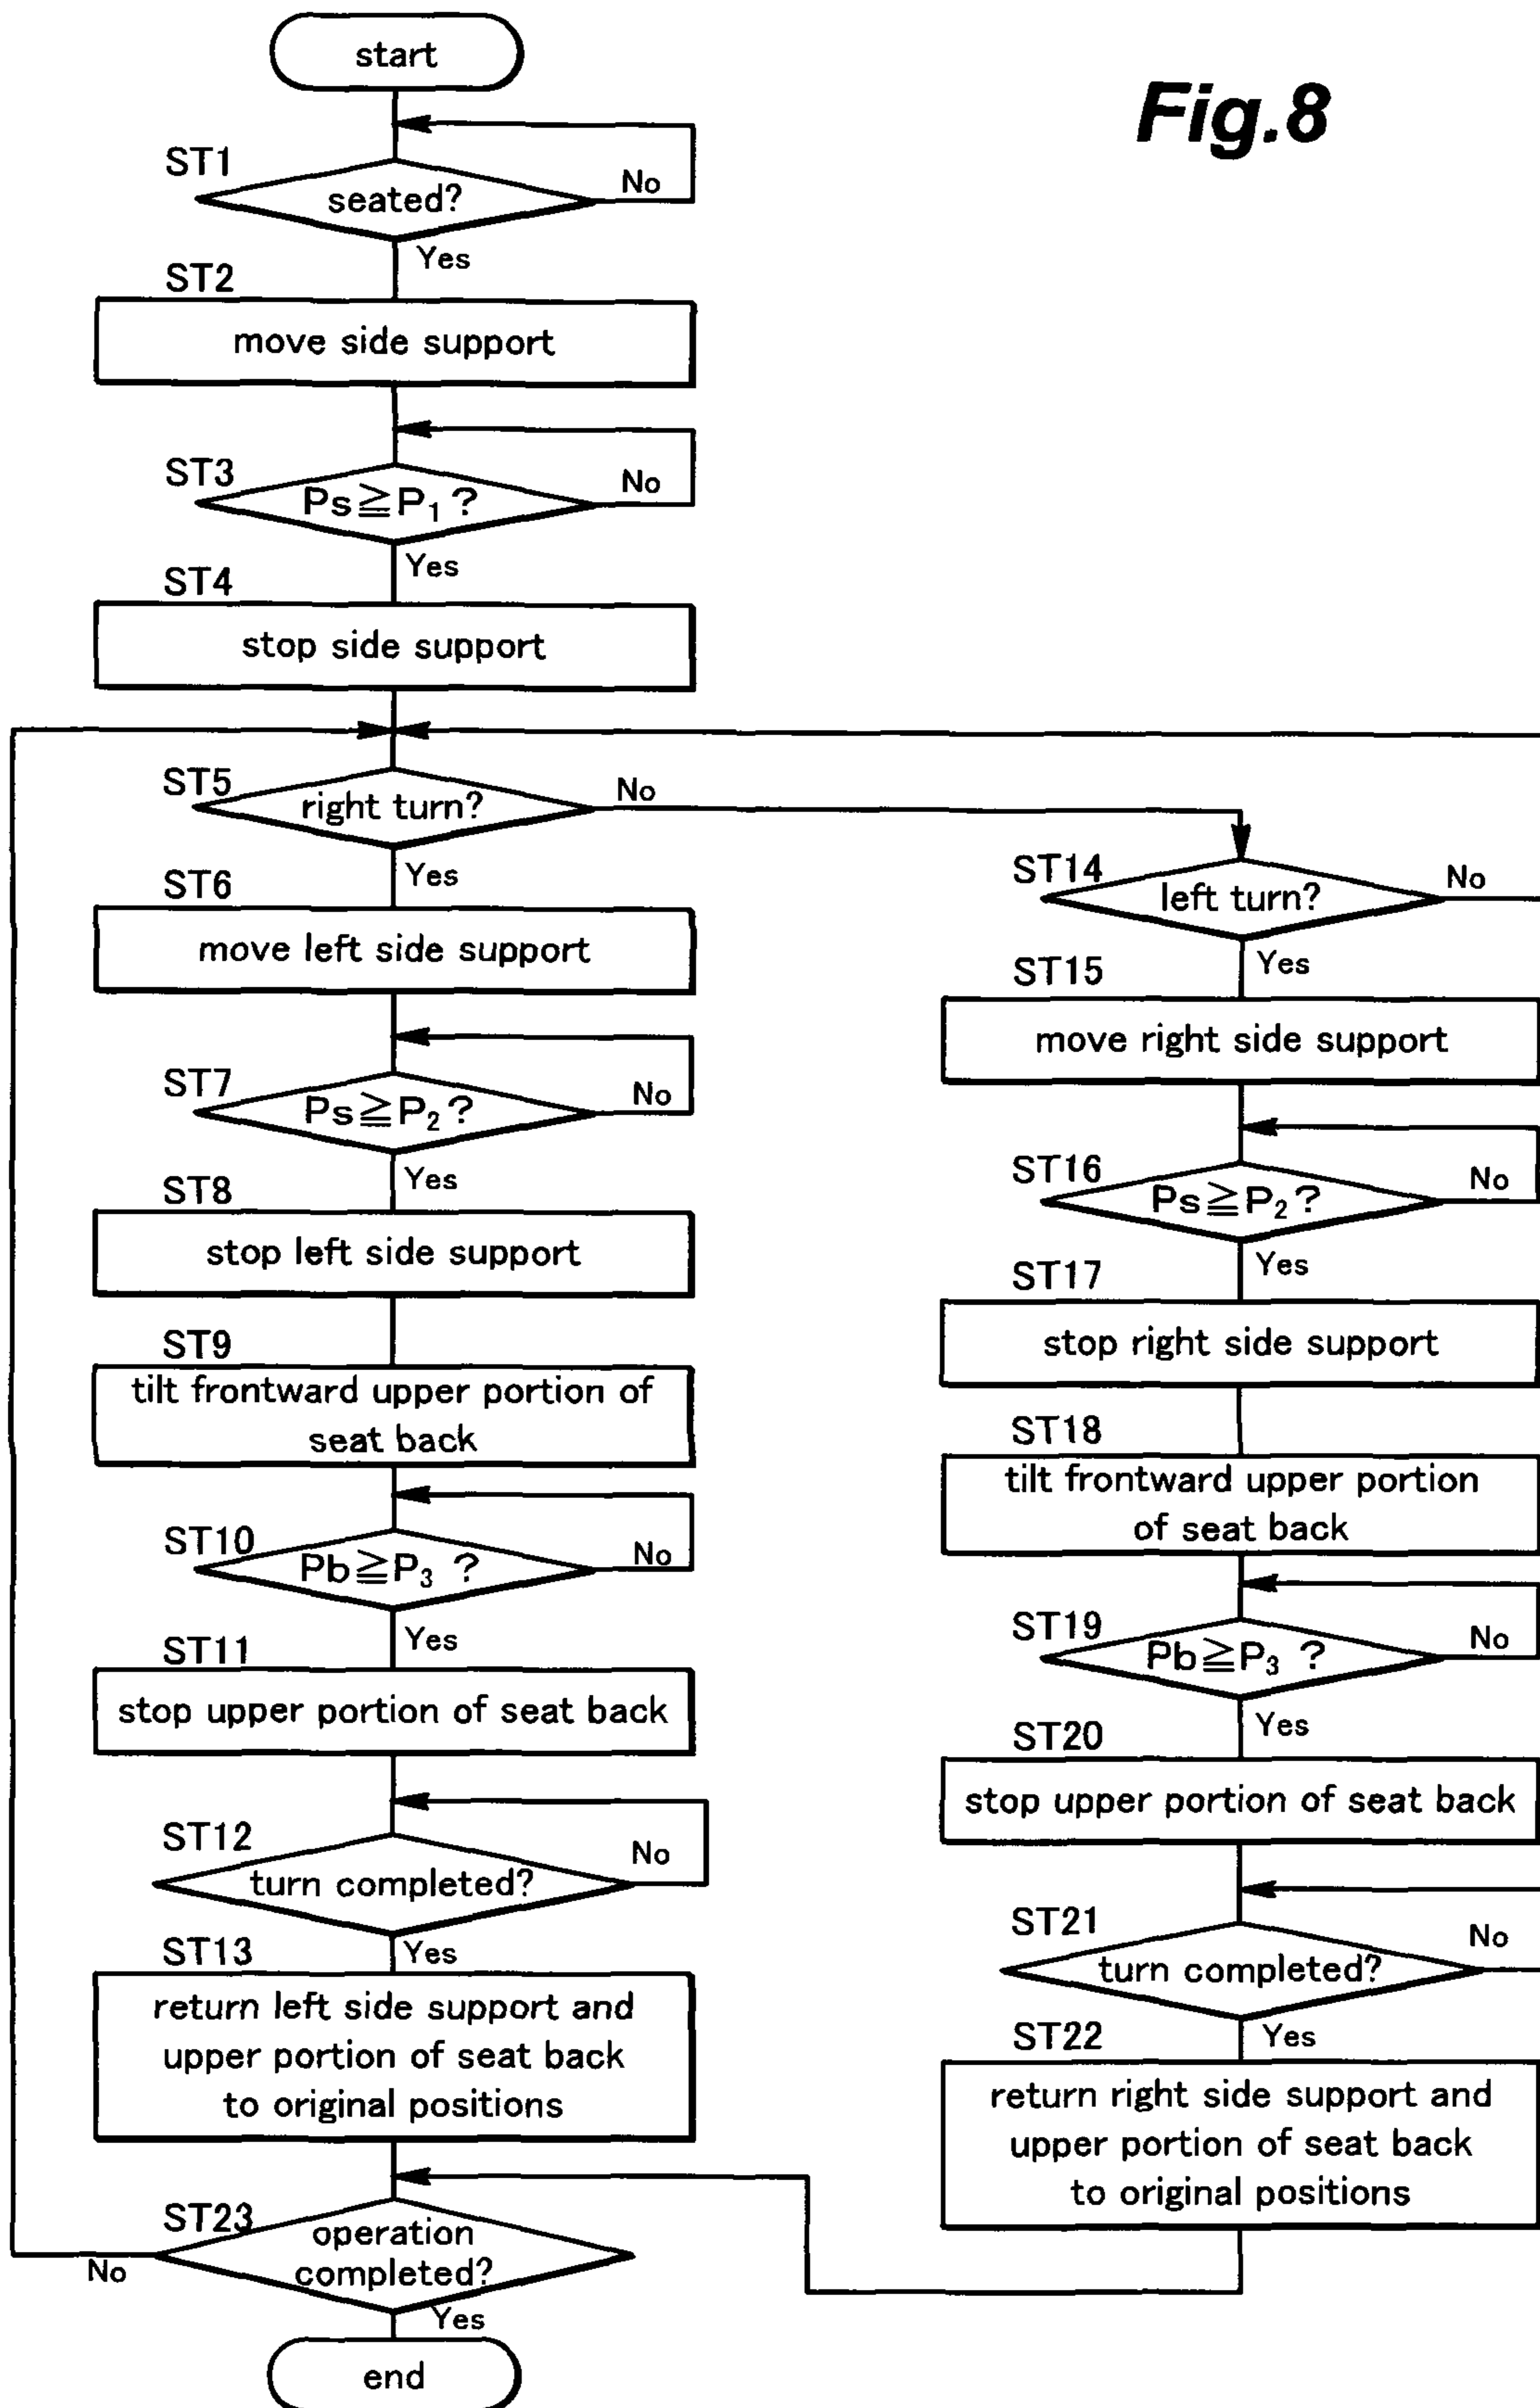 Fig.8
start
ST1
seated?
No
Yes
ST2
move side support
ST3
Ps≧P₁ ?
No
Yes
ST4
stop side support
ST5
right turn?
No
Yes
ST6
move left side support
ST7
Ps≧P₂ ?
No
Yes
ST8
stop left side support
ST9
tilt frontward upper portion of
seat back
ST10
Pb≧P₃ ?
No
Yes
ST11
stop upper portion of seat back
ST12
turn completed?
No
Yes
ST13
return left side support and
upper portion of seat back
to original positions
ST14
left turn?
No
Yes
ST15
move right side support
ST16
Ps≧P₂ ?
No
Yes
ST17
stop right side support
ST18
tilt frontward upper portion
of seat back
ST19
Pb≧P₃ ?
No
Yes
ST20
stop upper portion of seat back
ST21
turn completed?
No
Yes
ST22
return right side support and
upper portion of seat back
to original positions
ST23
operation
completed?
No
Yes
end